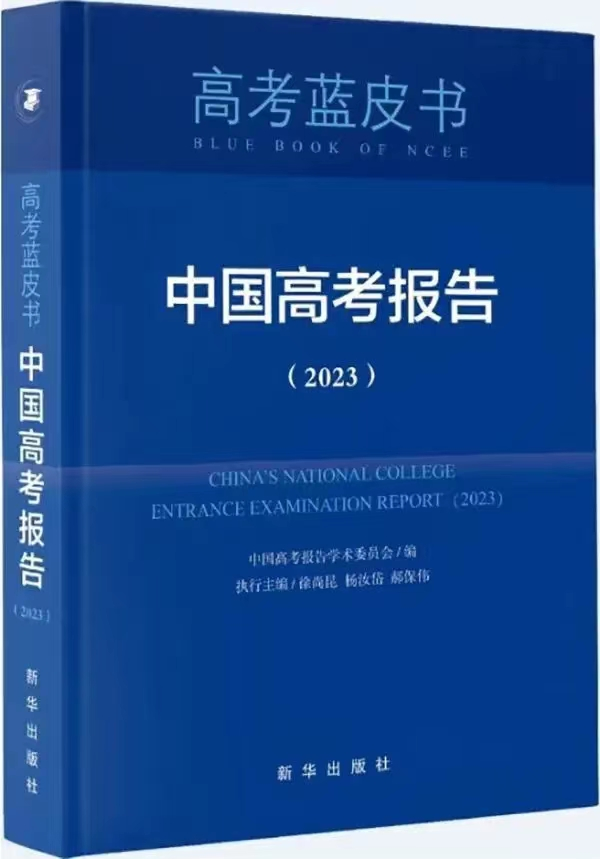 高考蓝皮书
BLUE BOOK OF NCEE
中国高考报告
（2023）
CHINA'S NATIONAL COLLEGE
ENTRANCE EXAMINATION REPORT (2023)
中国高考报告学术委员会/编
执行主编/徐尚昆 杨汝岱 郝保伟
新华出版社
高考蓝皮书
中国高考报告
（2023）
新华出版社